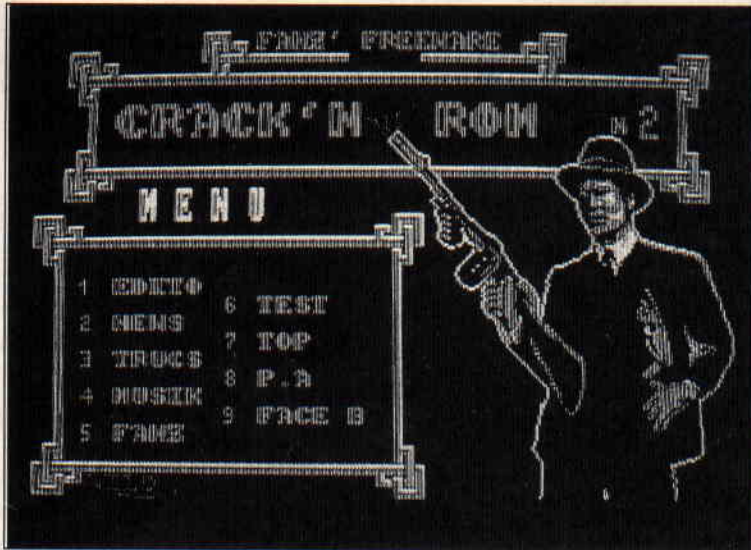 FANZ' FREEWARE
CRACK'N ROM N 2
MENU
1 EDITO
2 NEWS
3 TRUCS
4 MUSIK
5 FANZ
6 TEST
7 TOP
8 P.A
9 FACE B